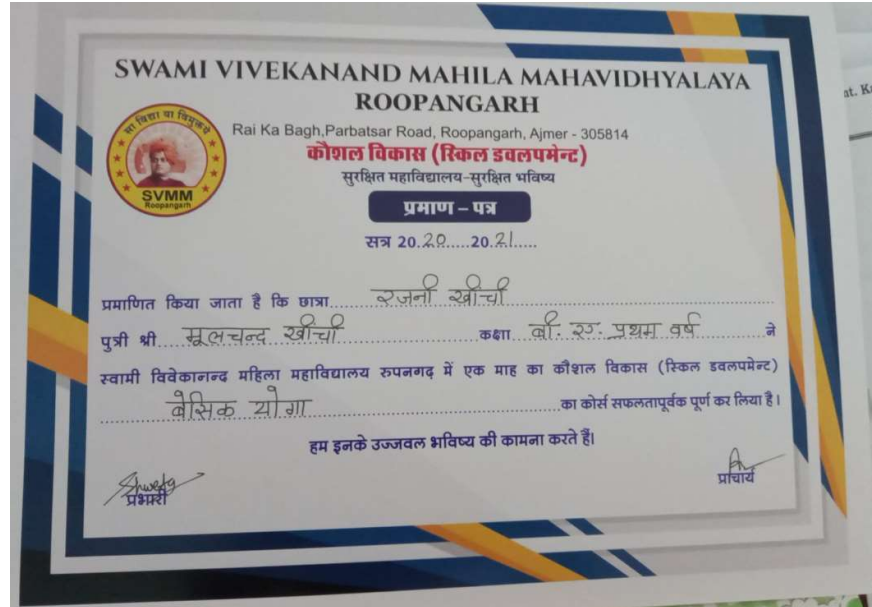 SWAMI VIVEKANAND MAHILA MAHAVIDHYALAYA
ROOPANGARH
Rai Ka Bagh,Parbatsar Road, Roopangarh, Ajmer - 305814
सा विद्या या विमुक्तये
SVMM
Roopangarh
कौशल विकास (स्किल डवलपमेन्ट)
सुरक्षित महाविद्यालय-सुरक्षित भविष्य
प्रमाण – पत्र
सत्र 20.20.....20.21.....
प्रमाणित किया जाता है कि छात्रा.....रजनी खींची.....
पुत्री श्री.....मूलचन्द खींची.....कक्षा.....बी. ए. प्रथम वर्ष.....ने
स्वामी विवेकानन्द महिला महाविद्यालय रुपनगढ़ में एक माह का कौशल विकास (स्किल डवलपमेन्ट)
.....बेसिक योगा.....का कोर्स सफलतापूर्वक पूर्ण कर लिया है।
हम इनके उज्जवल भविष्य की कामना करते हैं।
Shweta
प्रभारी
प्राचार्य